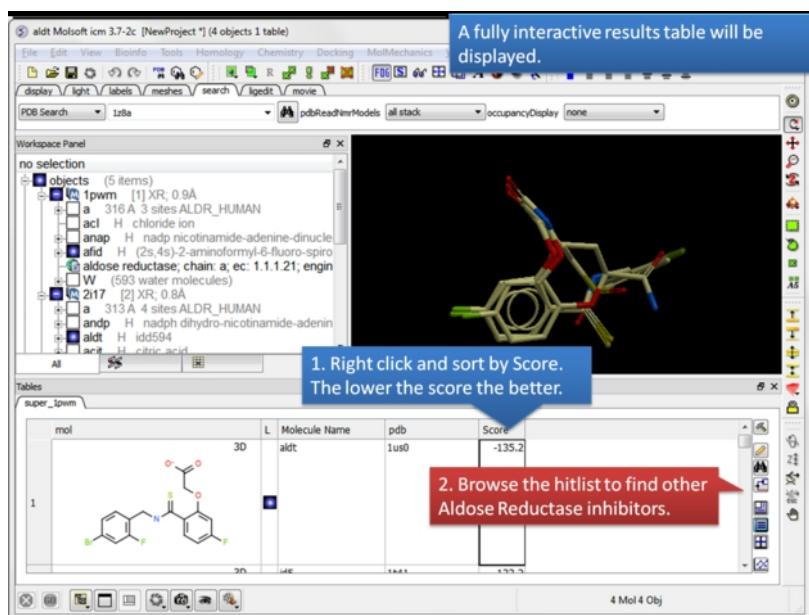 aldt Molsoft icm 3.7-2c [NewProject *] (4 objects 1 table)
A fully interactive results table will be
displayed.
File Edit View Bioinfo Tools Homology Chemistry Docking MolMechanics
display light labels meshes search ligedit movie
PDB Search 1z8a pdbReadNmrModels all stack occupancyDisplay none
Workspace Panel
no selection
objects (5 items)
1pwm [1] XR; 0.9Å
a 316 A 3 sites ALDR_HUMAN
acl H chloride ion
anap H nadp nicotinamide-adenine-dinucle
afid H (2s,4s)-2-aminoformyl-6-fluoro-spiro
aldose reductase; chain: a; ec: 1.1.1.21; engin
W (593 water molecules)
2i17 [2] XR; 0.8Å
a 313 A 4 sites ALDR_HUMAN
andp H nadph dihydro-nicotinamide-adenin
aldt H idd594
acit H citric acid
All
1. Right click and sort by Score.
The lower the score the better.
Tables
super_1pwm
mol L Molecule Name pdb Score
3D aldt 1us0 -135.2
1
O
O
S
O
N
Br
F
F
2. Browse the hitlist to find other
Aldose Reductase inhibitors.
3D
4 Mol 4 Obj